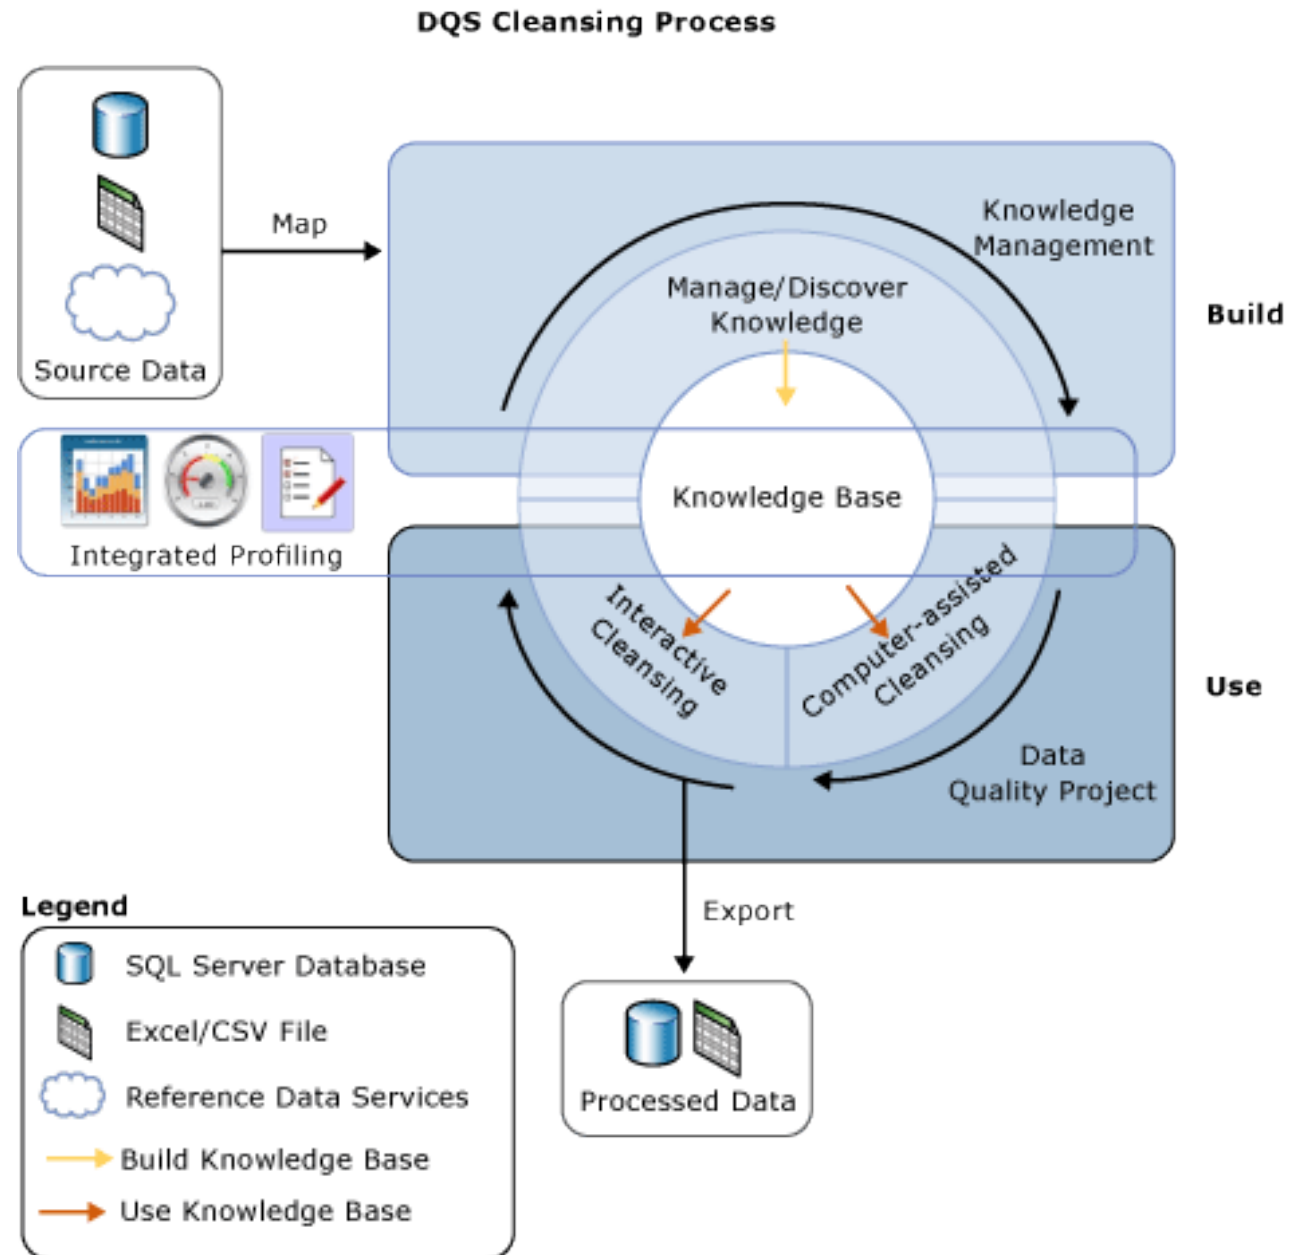 DQS Cleansing Process
Source Data
Map
Knowledge
Management
Manage/Discover
Knowledge
Build
Knowledge Base
Integrated Profiling
Interactive
Cleansing
Computer-assisted
Cleansing
Use
Data
Quality Project
Export
Processed Data
Legend
SQL Server Database
Excel/CSV File
Reference Data Services
Build Knowledge Base
Use Knowledge Base